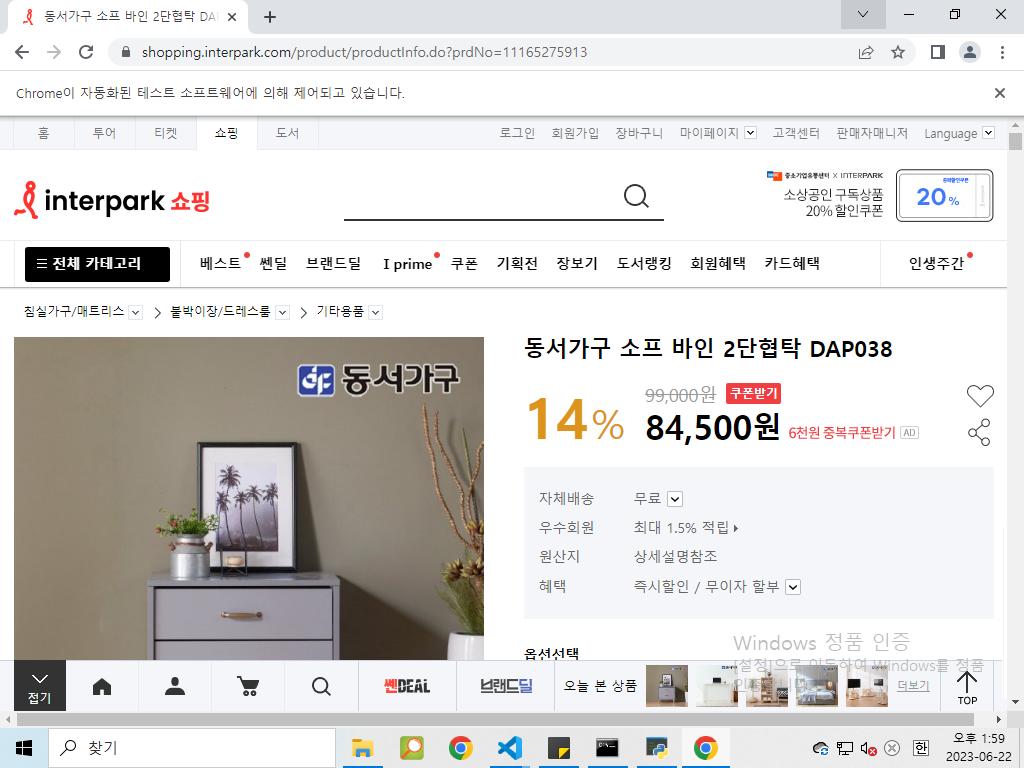 동서가구 소프 바인 2단협탁 DA
shopping.interpark.com/product/productInfo.do?prdNo=11165275913
Chrome이 자동화된 테스트 소프트웨어에 의해 제어되고 있습니다.
홈 투어 티켓 쇼핑 도서 로그인 회원가입 장바구니 마이페이지 고객센터 판매자매니저 Language
interpark 쇼핑
중소기업유통센터 X INTERPARK
소상공인 구독상품
20% 할인쿠폰
20%
전체 카테고리 베스트 쎈딜 브랜드딜 I prime 쿠폰 기획전 장보기 도서랭킹 회원혜택 카드혜택 인생주간
침실가구/매트리스 > 붙박이장/드레스룸 > 기타용품
동서가구
동서가구 소프 바인 2단협탁 DAP038
14%
99,000원 쿠폰받기
84,500원 6천원 중복쿠폰받기 AD
자체배송 무료
우수회원 최대 1.5% 적립
원산지 상세설명참조
혜택 즉시할인 / 무이자 할부
옵션선택
Windows 정품 인증
[설정]으로 이동하여 Windows를 정품
접기
쎈DEAL
브랜드딜
오늘 본 상품
더보기
TOP
찾기
한
오후 1:59
2023-06-22